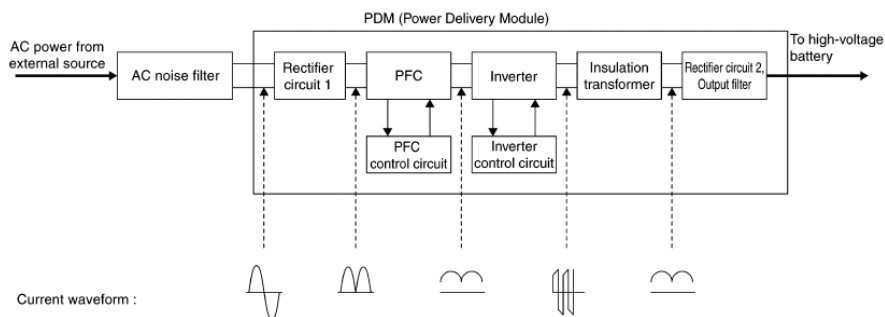 PDM (Power Delivery Module)
AC power from
external source
To high-voltage
battery
AC noise filter
Rectifier
circuit 1
PFC
Inverter
Insulation
transformer
Rectifier circuit 2,
Output filter
PFC
control circuit
Inverter
control circuit
Current waveform :